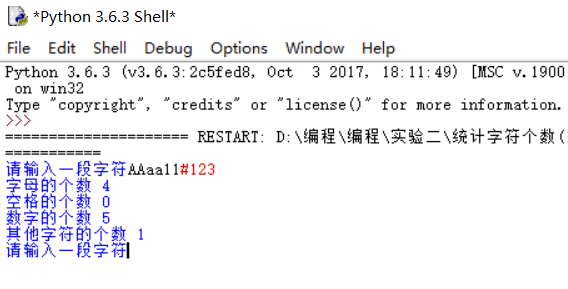 *Python 3.6.3 Shell*
File Edit Shell Debug Options Window Help
Python 3.6.3 (v3.6.3:2c5fed8, Oct  3 2017, 18:11:49) [MSC v.1900
 on win32
Type "copyright", "credits" or "license()" for more information.
>>>
===================== RESTART: D:\编程\编程\实验二\统计字符个数(
===========
请输入一段字符AAaa11#123
字母的个数 4
空格的个数 0
数字的个数 5
其他字符的个数 1
请输入一段字符